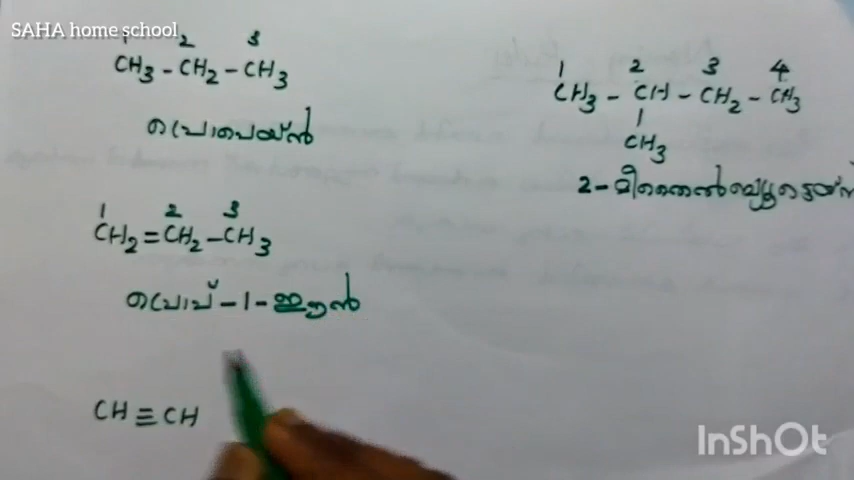 SAHA home school
1 2 3
CH3 - CH2 - CH3
പ്രൊപെയ്ൻ
1 2 3
CH2 = CH2 - CH3
പ്രോപ് - 1 - ഈൻ
CH ≡ CH
1 2 3 4
CH3 - CH - CH2 - CH3
|
CH3
2 - മീതൈൽബ്യൂട്ടെയ്ൻ
InShOt